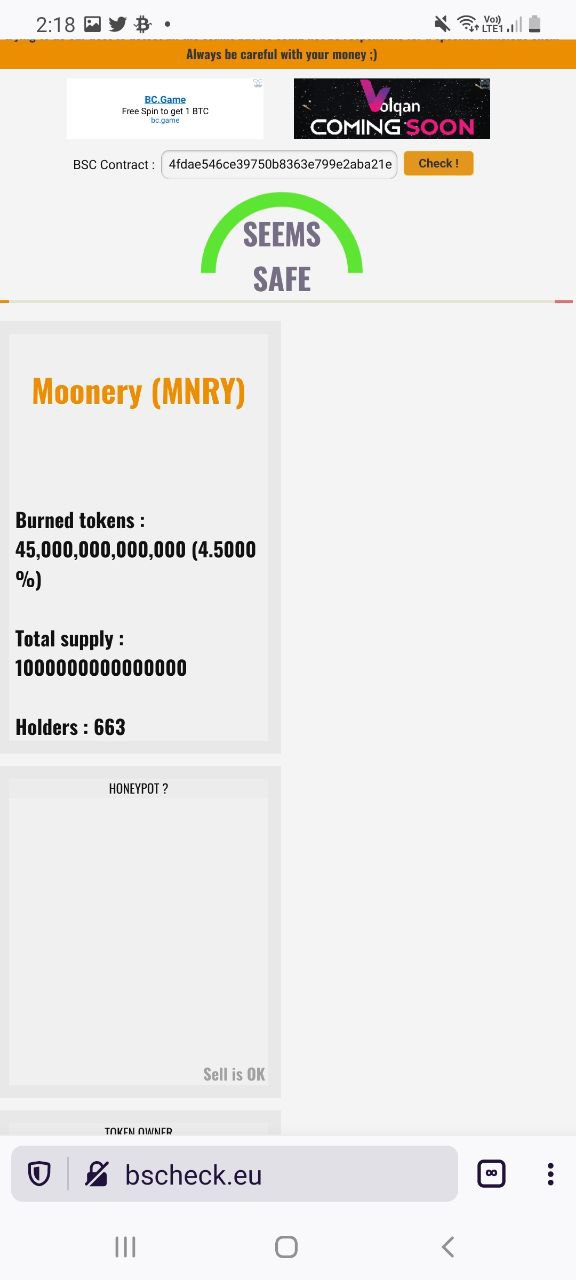 2:18
Vo))
LTE1
Always be careful with your money ;)
BC.Game
Free Spin to get 1 BTC
bc.game
Volqan
COMING SOON
BSC Contract :
4fdae546ce39750b8363e799e2aba21e
Check !
SEEMS
SAFE
Moonery (MNRY)
Burned tokens :
45,000,000,000,000 (4.5000
%)
Total supply :
1000000000000000
Holders : 663
HONEYPOT ?
Sell is OK
TOKEN OWNER
bscheck.eu